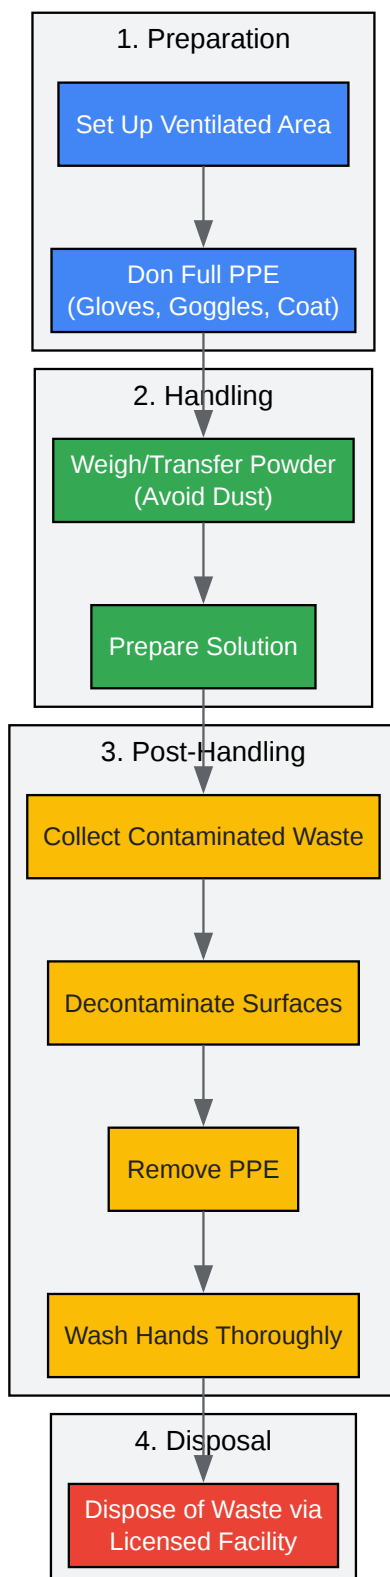 1. Preparation
Set Up Ventilated Area
Don Full PPE
(Gloves, Goggles, Coat)
2. Handling
Weigh/Transfer Powder
(Avoid Dust)
Prepare Solution
3. Post-Handling
Collect Contaminated Waste
Decontaminate Surfaces
Remove PPE
Wash Hands Thoroughly
4. Disposal
Dispose of Waste via
Licensed Facility